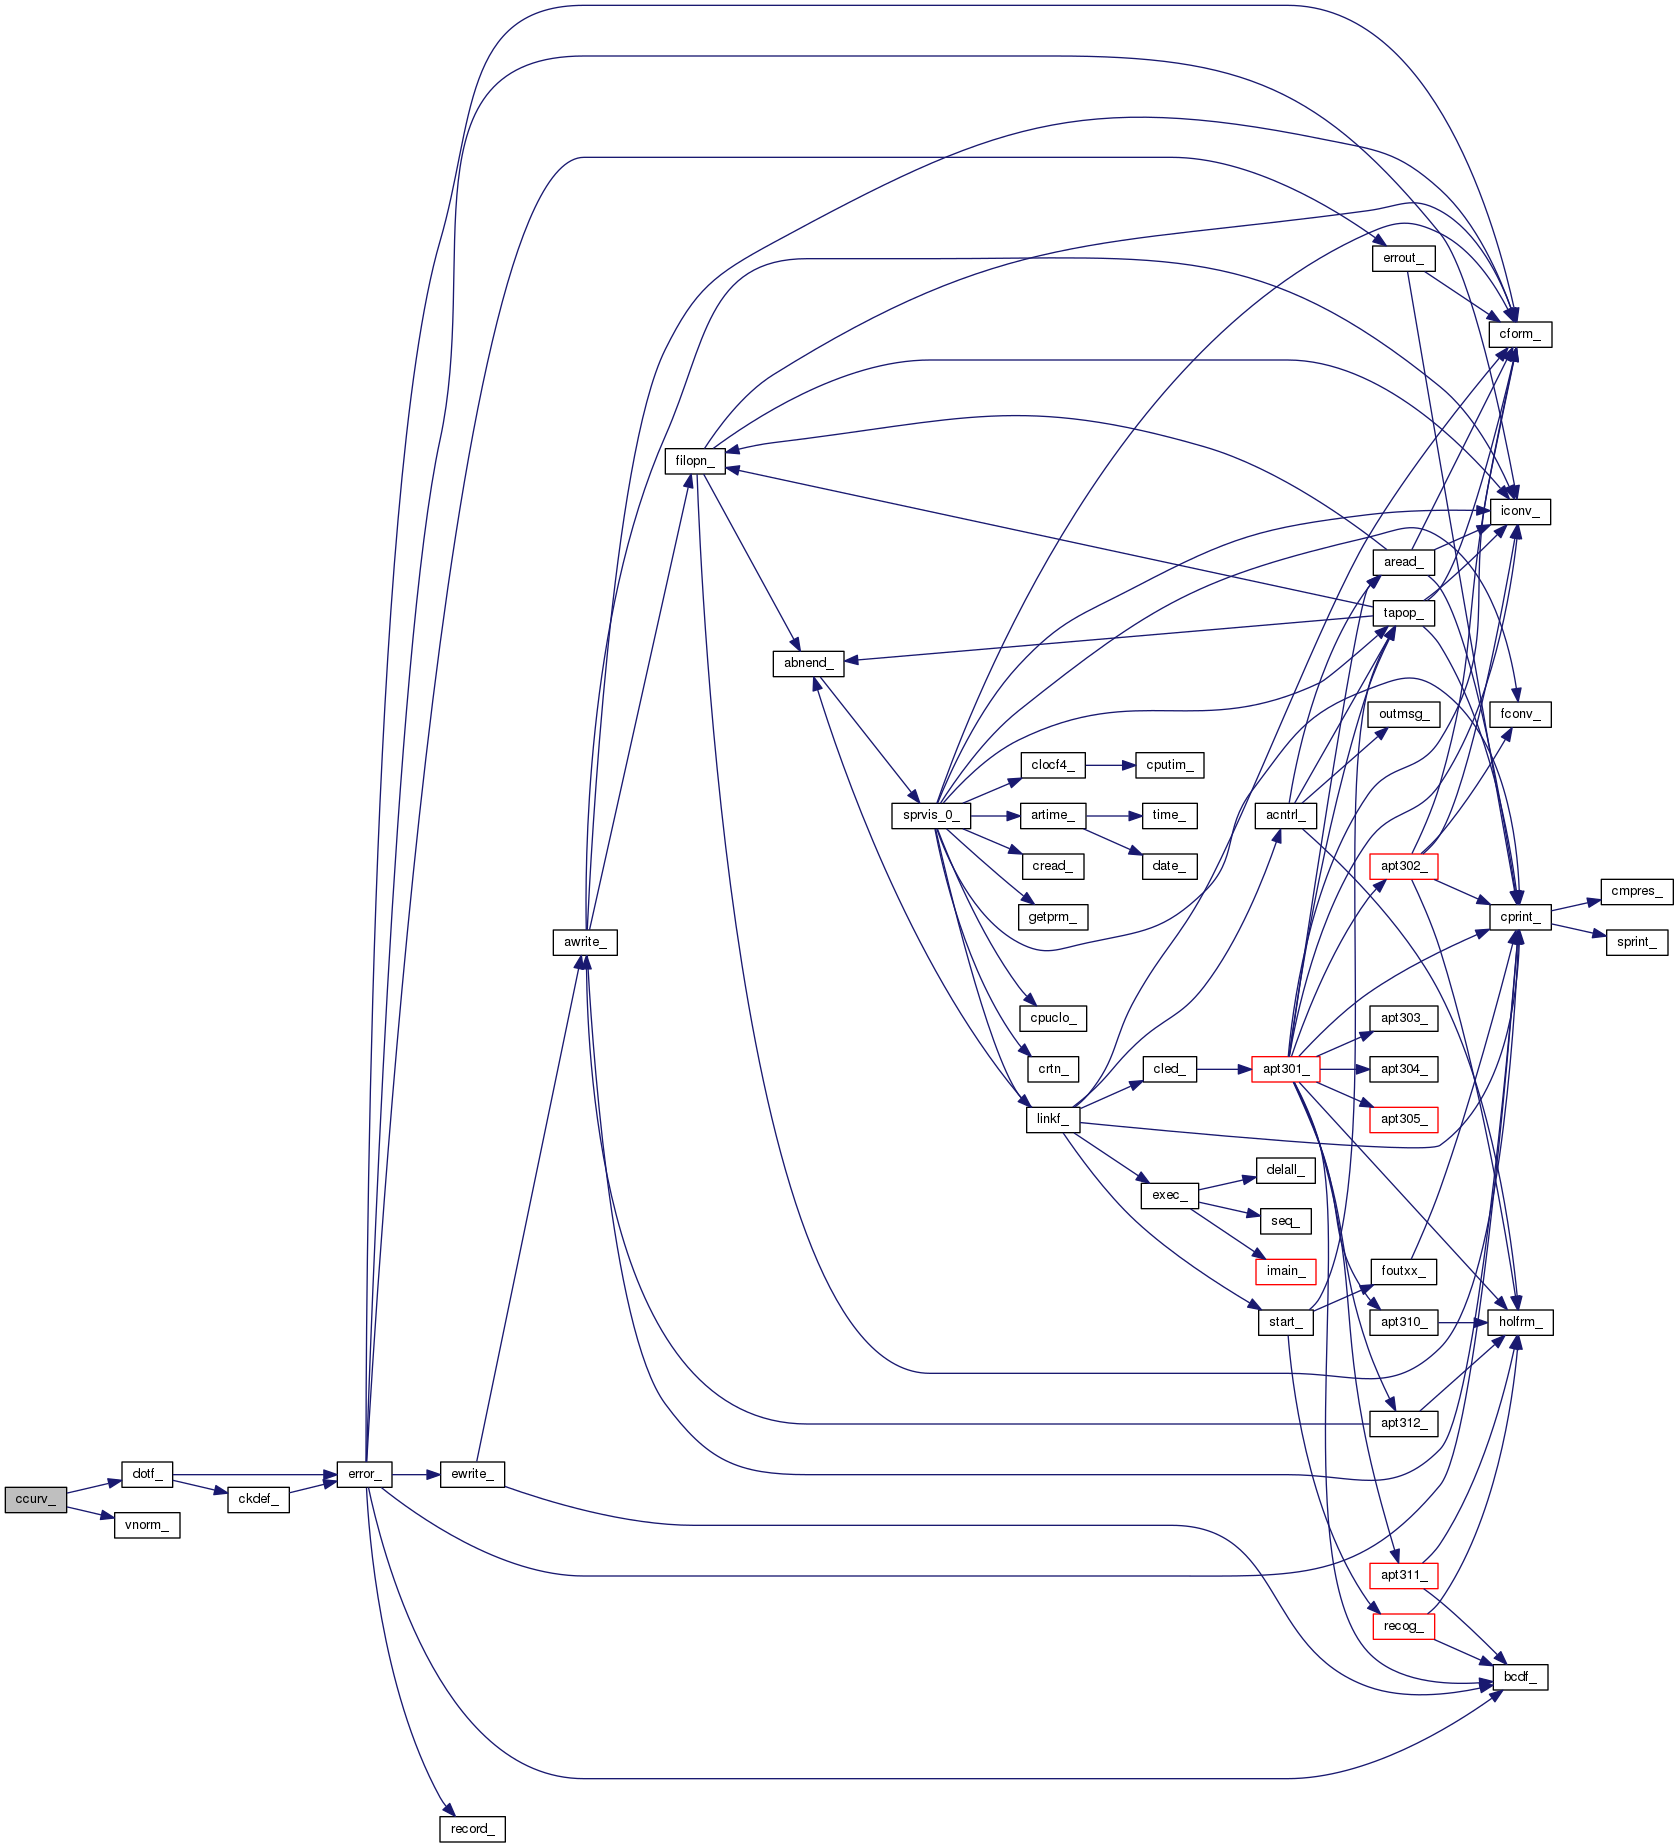 errout_
cform_
filopn_
iconv_
aread_
tapop_
abnend_
outmsg_
fconv_
clocf4_
cputim_
sprvis_0_
artime_
time_
acntrl_
cread_
date_
apt302_
cmpres_
getprm_
cprint_
awrite_
sprint_
cpuclo_
apt303_
crtn_
cled_
apt301_
apt304_
linkf_
apt305_
delall_
exec_
seq_
imain_
foutxx_
start_
apt310_
holfrm_
apt312_
dotf_
error_
ewrite_
ccurv_
ckdef_
vnorm_
apt311_
recog_
bcdf_
record_